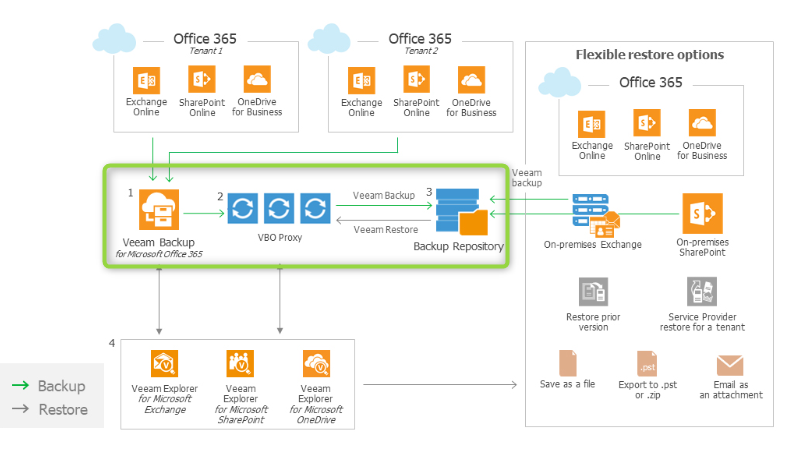 Office 365
Tenant 1
Exchange
Online
SharePoint
Online
OneDrive
for Business
Office 365
Tenant 2
Exchange
Online
SharePoint
Online
OneDrive
for Business
Flexible restore options
Office 365
Exchange
Online
SharePoint
Online
OneDrive
for Business
1
Veeam Backup
for Microsoft Office 365
2
VBO Proxy
Veeam Backup
Veeam Restore
3
Backup Repository
Veeam
backup
On-premises Exchange
On-premises
SharePoint
Restore prior
version
Service Provider
restore for a tenant
.pst
Save as a file
Export to .pst
or .zip
Email as
an attachment
4
Veeam Explorer
for Microsoft
Exchange
Veeam
Explorer
for Microsoft
SharePoint
Veeam
Explorer
for Microsoft
OneDrive
Backup
Restore